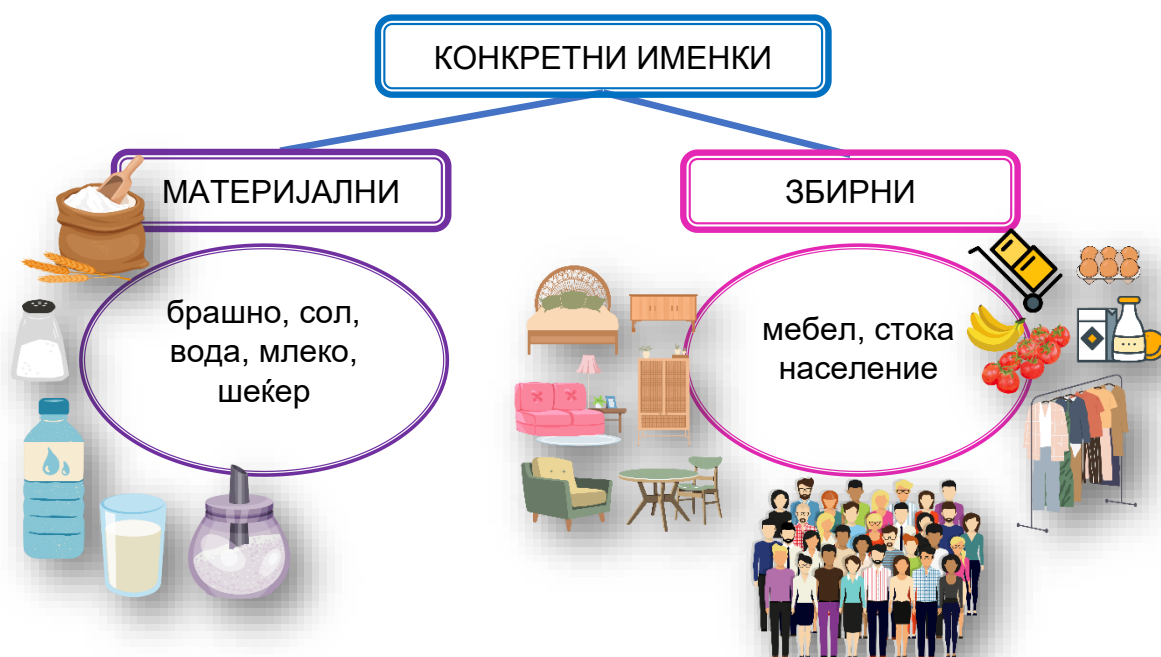 КОНКРЕТНИ ИМЕНКИ
МАТЕРИЈАЛНИ
ЗБИРНИ
брашно, сол,
вода, млеко,
шеќер
мебел, стока
население